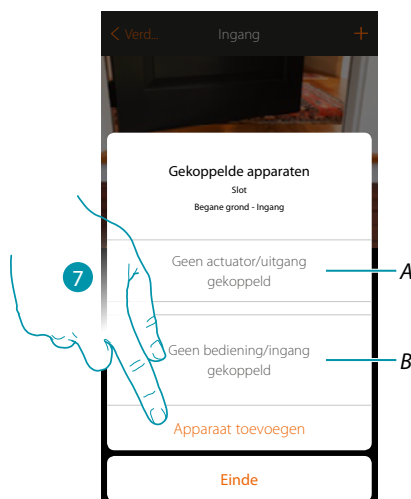 < Verd... Ingang +
Gekoppelde apparaten
Slot
Begane grond - Ingang
Geen actuator/uitgang
gekoppeld
A
7
Geen bediening/ingang
gekoppeld
B
Apparaat toevoegen
Einde